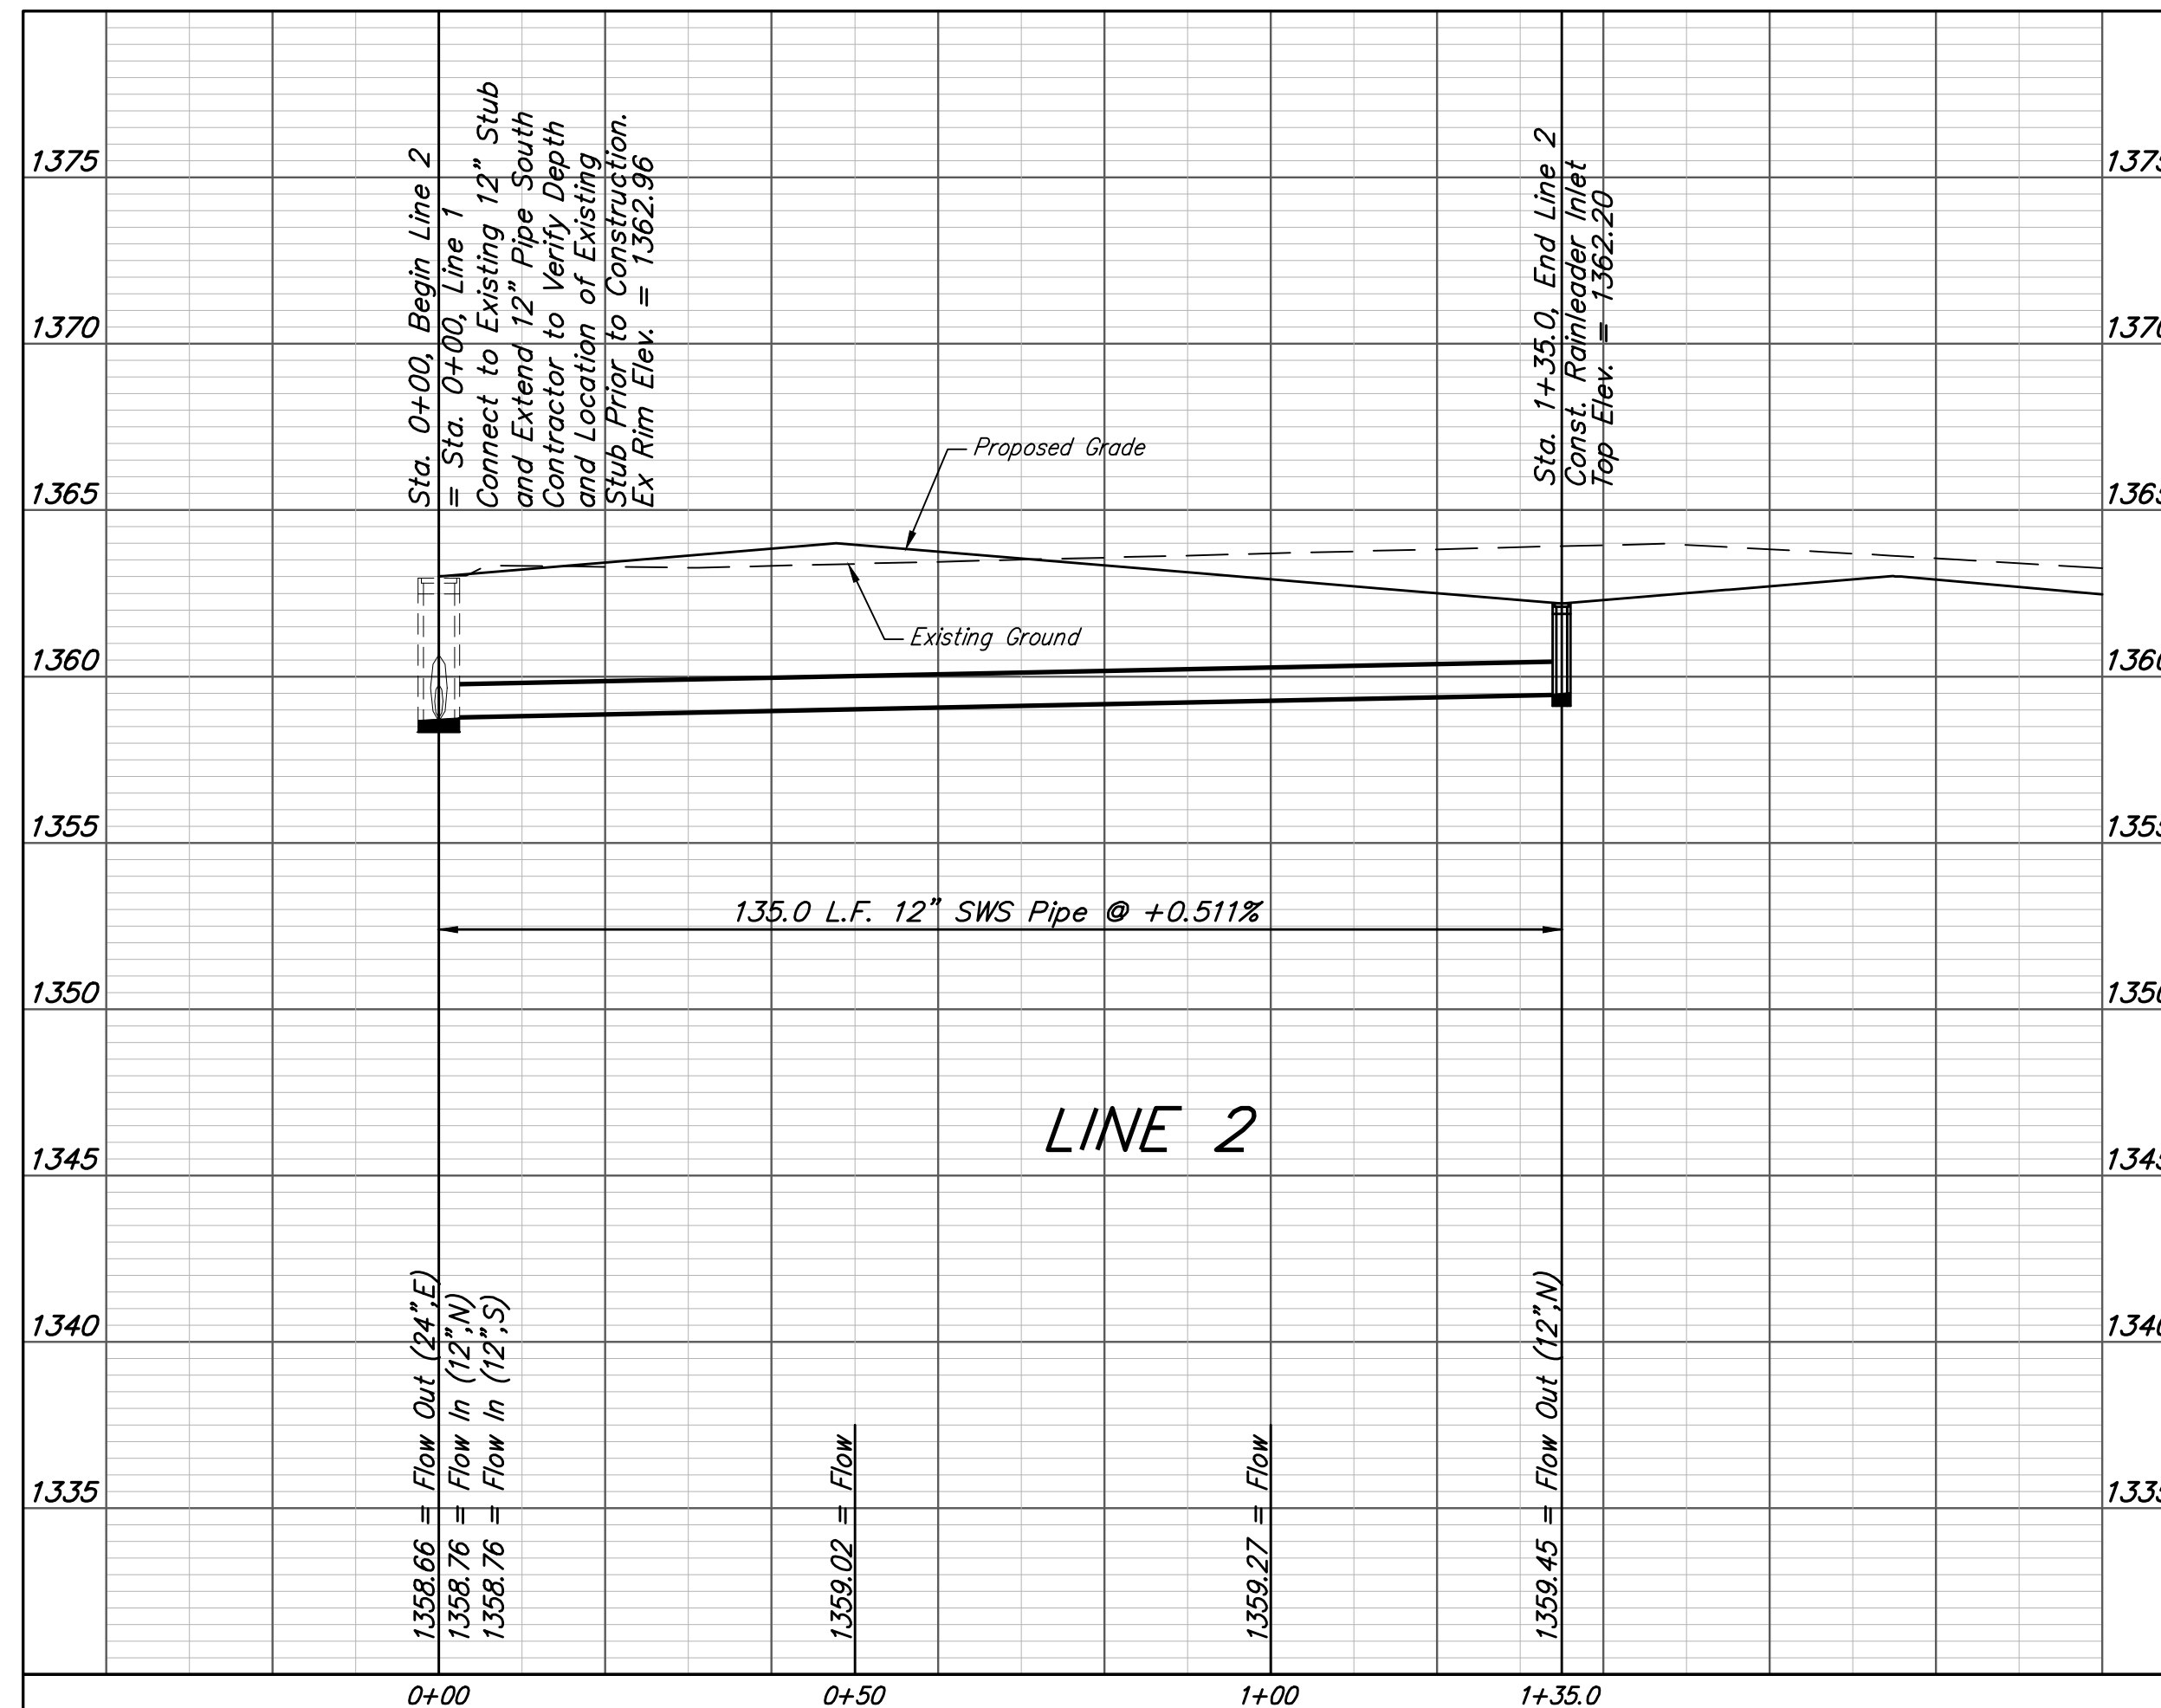 Sta. 0+00, Begin Line 2
= Sta. 0+00, Line 1
Connect to Existing 12" Stub
and Extend 12" Pipe South
Contractor to Verify Depth
and Location of Existing
Stub Prior to Construction.
Ex Rim Elev. = 1362.96
Sta. 1+35.0, End Line 2
Const. Rainleader Inlet
Top Elev. = 1362.20
1375
1370
1365
1360
1355
1350
1345
1340
1335
Proposed Grade
Existing Ground
135.0 L.F. 12" SWS Pipe @ +0.511%
LINE 2
1358.66 = Flow Out (24",E)
1358.76 = Flow In (12",N)
1358.76 = Flow In (12",S)
1359.02 = Flow
1359.27 = Flow
1359.45 = Flow Out (12",N)
0+00
0+50
1+00
1+35.0